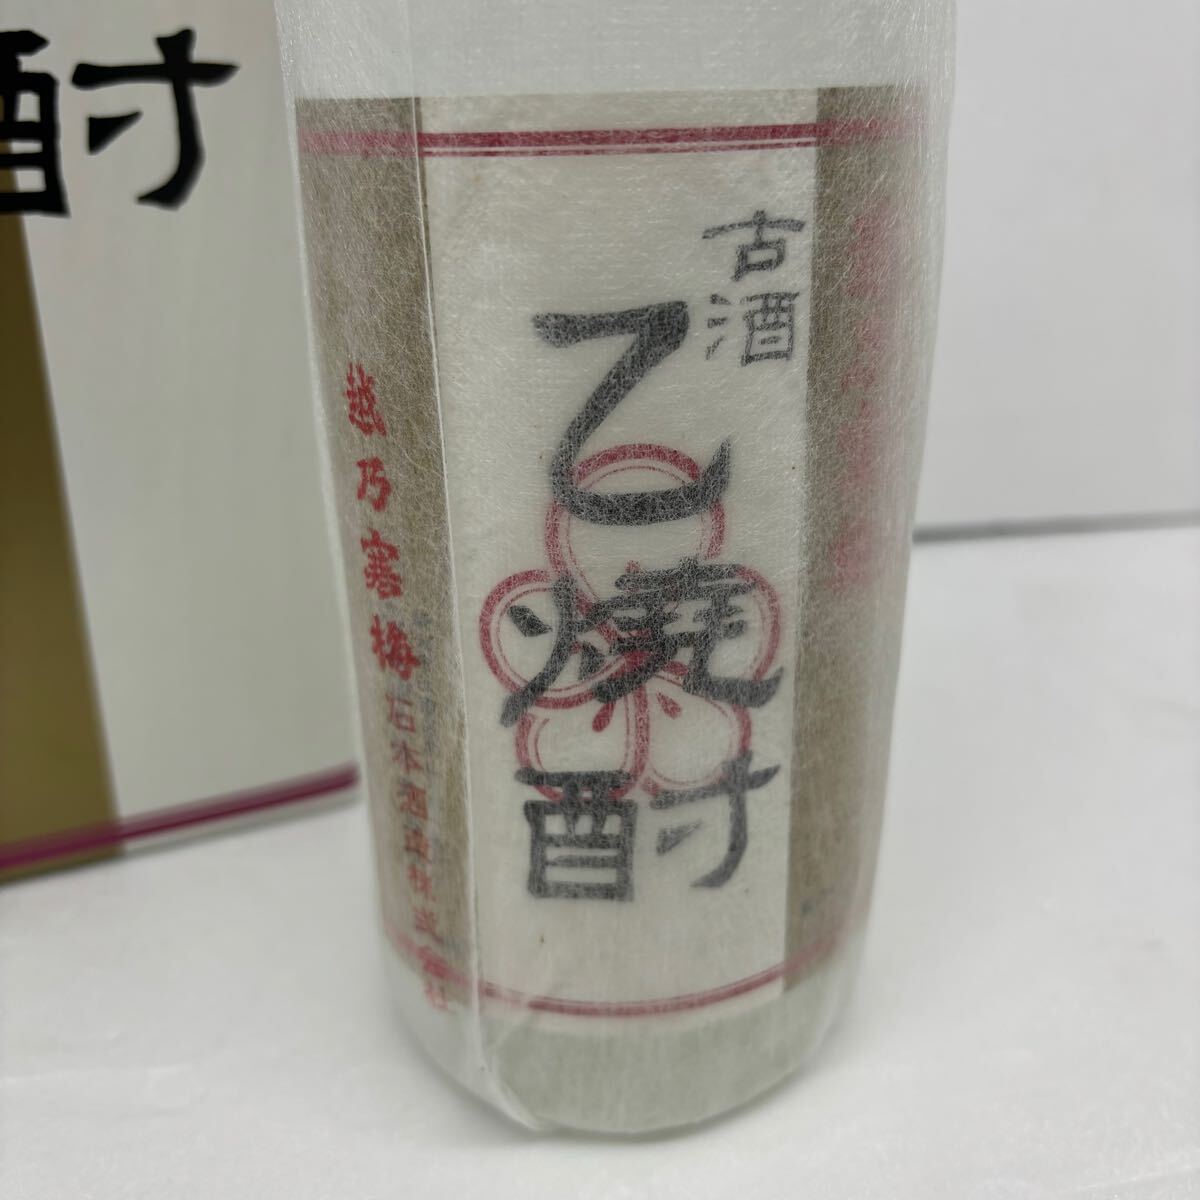 酎
古酒
乙焼酎
越乃寒梅 石本酒造株式会社